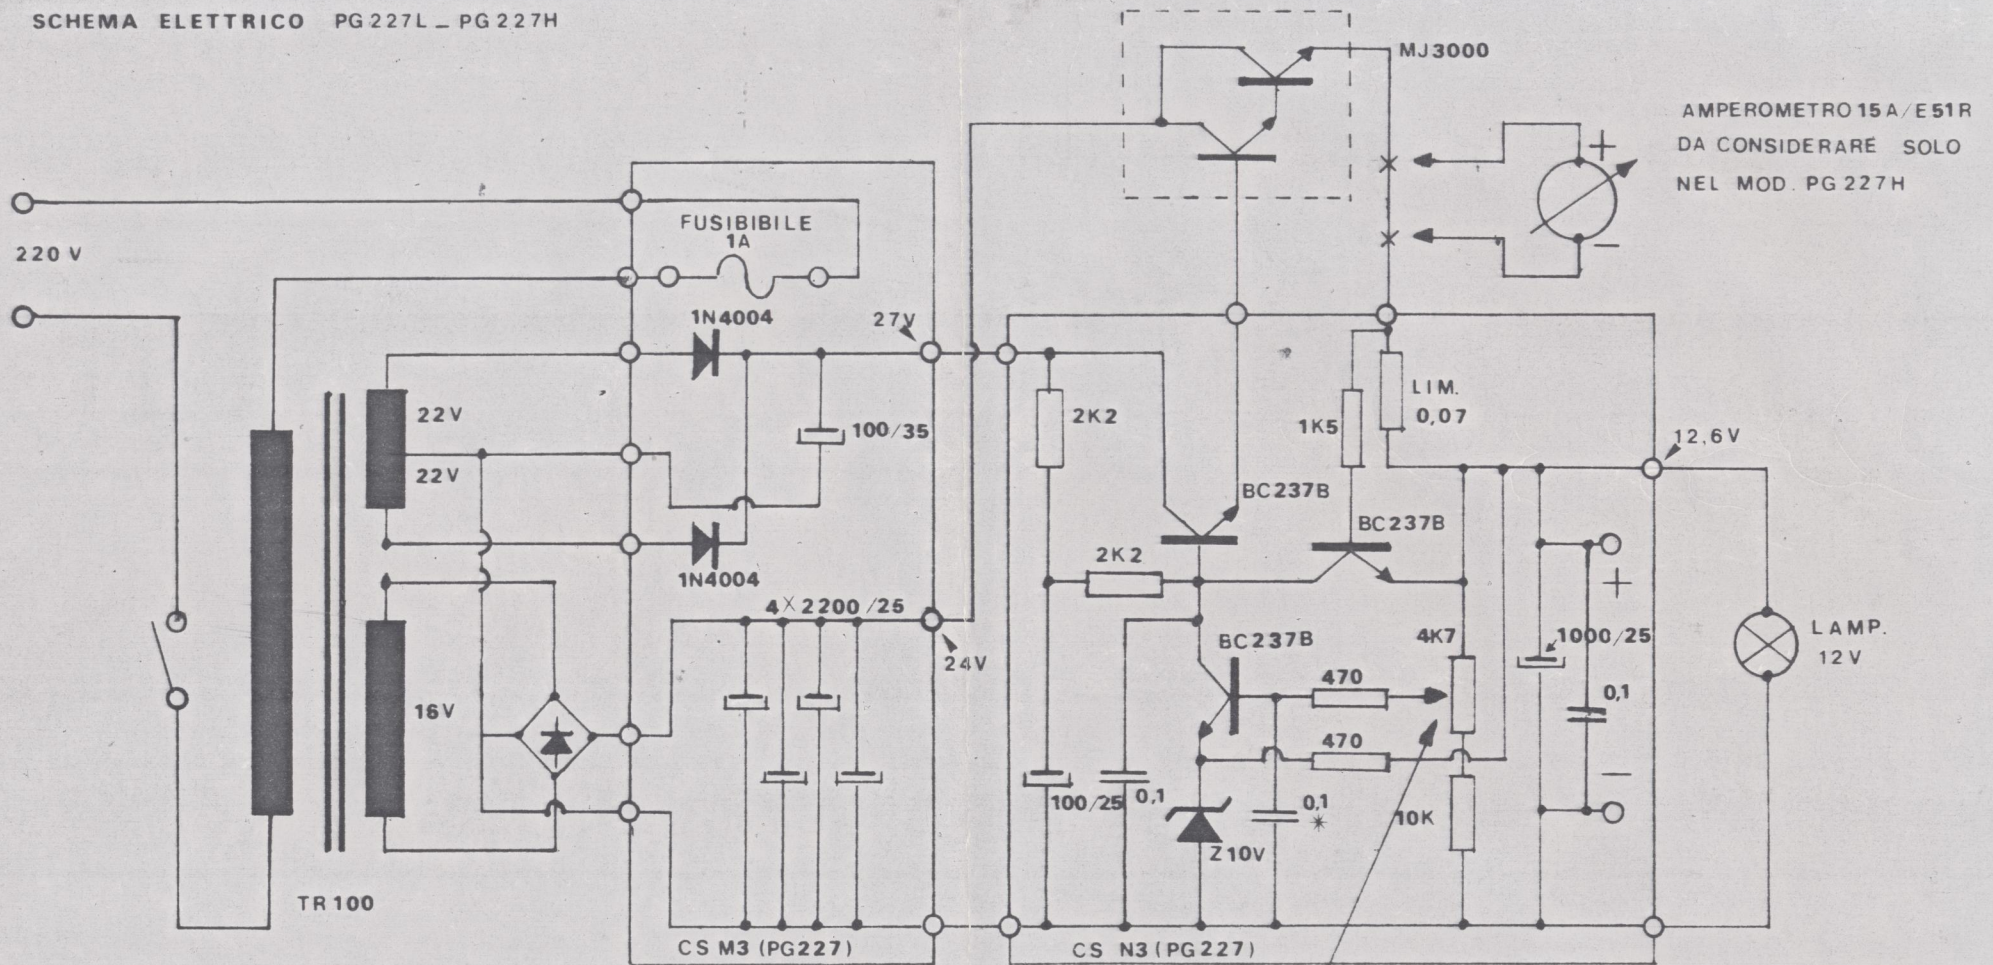 SCHEMA ELETTRICO PG227L _ PG227H
MJ3000
AMPEROMETRO 15A/E51R
DA CONSIDERARE SOLO
NEL MOD. PG227H
+
−
220 V
FUSIBIBILE
1A
1N4004
27V
22V
22V
100/35
1N4004
4×2200/25
24V
16V
TR100
CS M3 (PG227)
2K2
1K5
LIM.
0,07
12,6V
BC237B
BC237B
2K2
BC237B
4K7
1000/25
+
LAMP.
12V
470
0,1
470
−
100/25
0,1
0,1
*
10K
Z10V
CS N3 (PG227)